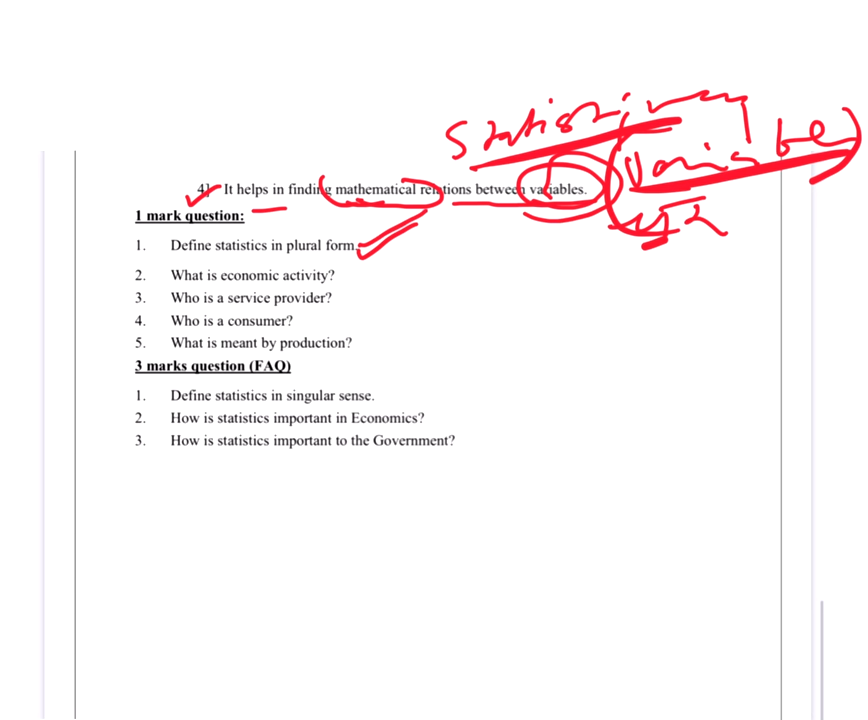 Statisti
Variable
4). It helps in finding mathematical relations between variables.
1 mark question:
1. Define statistics in plural form.
2. What is economic activity?
3. Who is a service provider?
4. Who is a consumer?
5. What is meant by production?
3 marks question (FAQ)
1. Define statistics in singular sense.
2. How is statistics important in Economics?
3. How is statistics important to the Government?